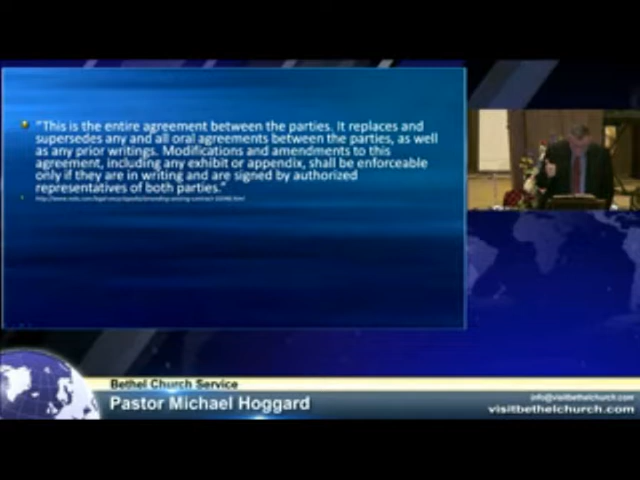 "This is the entire agreement between the parties. It replaces and
supersedes any and all oral agreements between the parties, as well
as any prior writings. Modifications and amendments to this
agreement, including any exhibit or appendix, shall be enforceable
only if they are in writing and are signed by authorized
representatives of both parties."
Bethel Church Service
Pastor Michael Hoggard
info@visitbethelchurch.com
visitbethelchurch.com